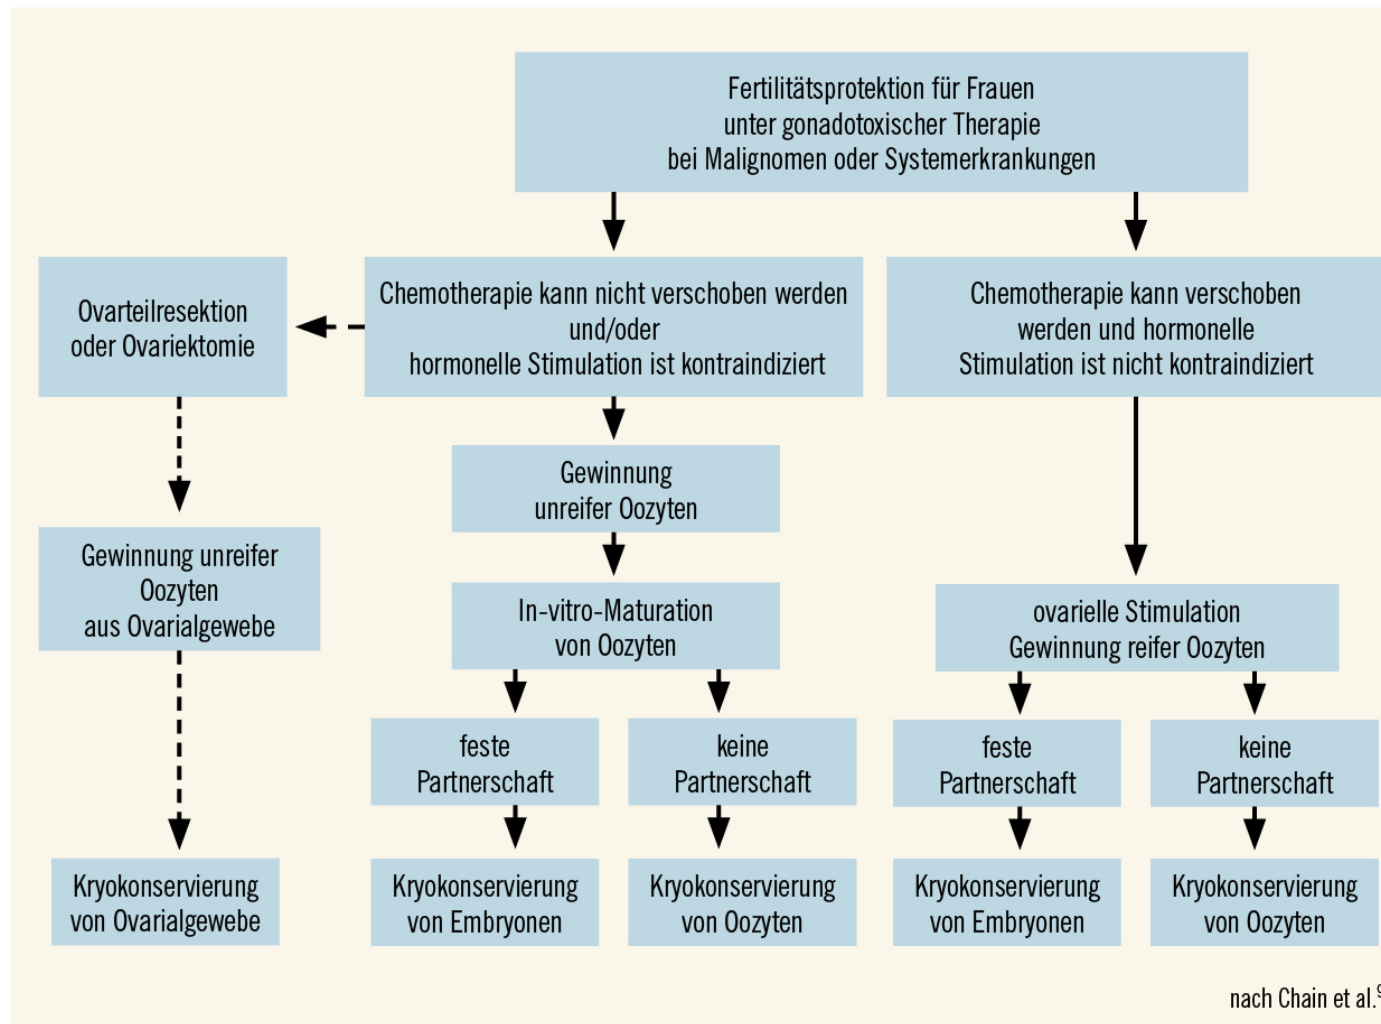 Fertilitätsprotektion für Frauen
unter gonadotoxischer Therapie
bei Malignomen oder Systemerkrankungen
Ovarteilresektion
oder Ovariektomie
Chemotherapie kann nicht verschoben werden
und/oder
hormonelle Stimulation ist kontraindiziert
Chemotherapie kann verschoben
werden und hormonelle
Stimulation ist nicht kontraindiziert
Gewinnung
unreifer Oozyten
Gewinnung unreifer
Oozyten
aus Ovarialgewebe
In-vitro-Maturation
von Oozyten
ovarielle Stimulation
Gewinnung reifer Oozyten
feste
Partnerschaft
keine
Partnerschaft
feste
Partnerschaft
keine
Partnerschaft
Kryokonservierung
von Ovarialgewebe
Kryokonservierung
von Embryonen
Kryokonservierung
von Oozyten
Kryokonservierung
von Embryonen
Kryokonservierung
von Oozyten
nach Chain et al.⁹